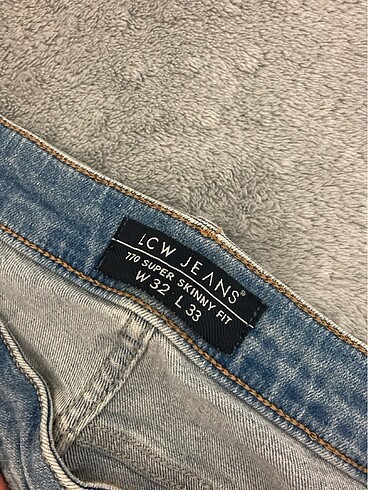 LCW JEANS®
770 SUPER SKINNY FIT
W 32 L 33